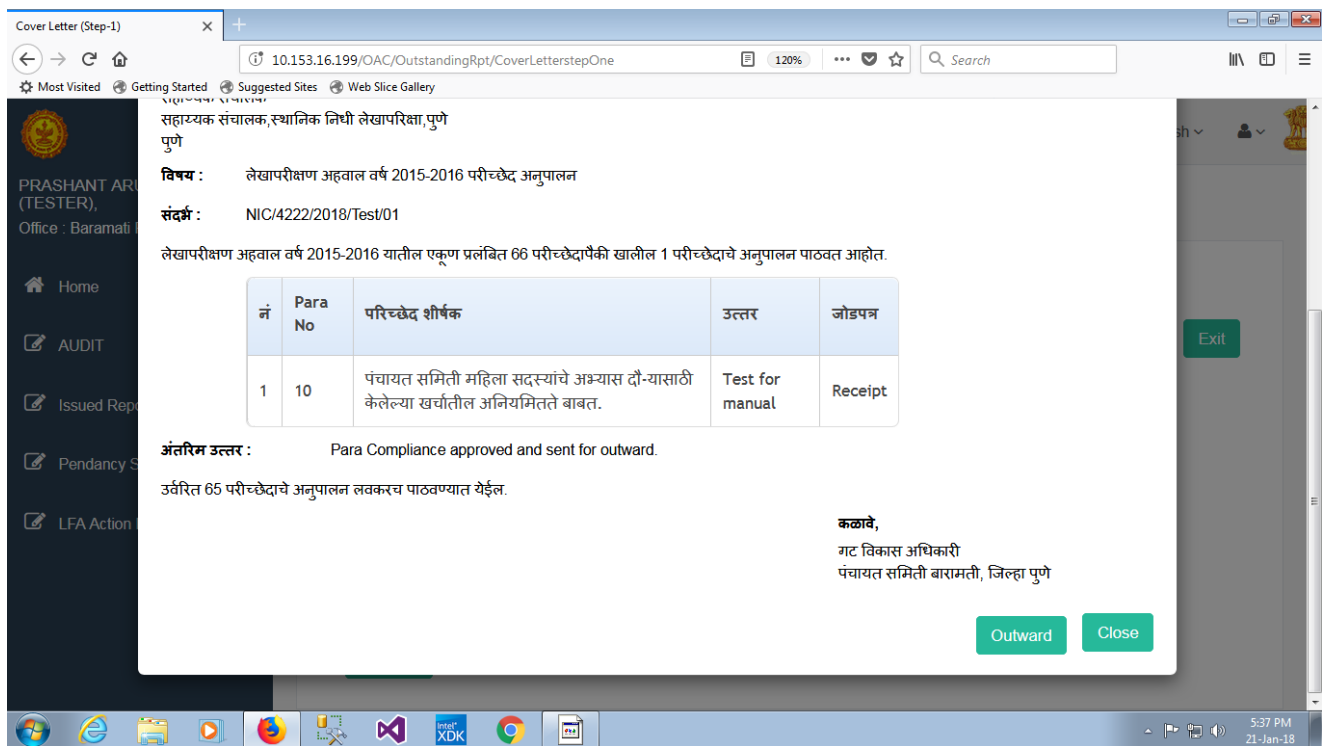 Cover Letter (Step-1)
10.153.16.199/OAC/OutstandingRpt/CoverLetterstepOne
120%
Search
Most Visited Getting Started Suggested Sites Web Slice Gallery
सहाय्यक संचालक,स्थानिक निधी लेखापरिक्षा,पुणे
पुणे
विषय : लेखापरीक्षण अहवाल वर्ष 2015-2016 परीच्छेद अनुपालन
संदर्भ : NIC/4222/2018/Test/01
लेखापरीक्षण अहवाल वर्ष 2015-2016 यातील एकूण प्रलंबित 66 परीच्छेदापैकी खालील 1 परीच्छेदाचे अनुपालन पाठवत आहोत.
नं Para No परिच्छेद शीर्षक उत्तर जोडपत्र
1 10 पंचायत समिती महिला सदस्यांचे अभ्यास दौ-यासाठी केलेल्या खर्चातील अनियमितते बाबत. Test for manual Receipt
अंतरिम उत्तर : Para Compliance approved and sent for outward.
उर्वरित 65 परीच्छेदाचे अनुपालन लवकरच पाठवण्यात येईल.
कळावे,
गट विकास अधिकारी
पंचायत समिती बारामती, जिल्हा पुणे
Outward Close
PRASHANT ARU
(TESTER),
Office : Baramati
Home
AUDIT
Issued Repo
Pendancy S
LFA Action
sh
Exit
Intel XDK
5:37 PM
21-Jan-18